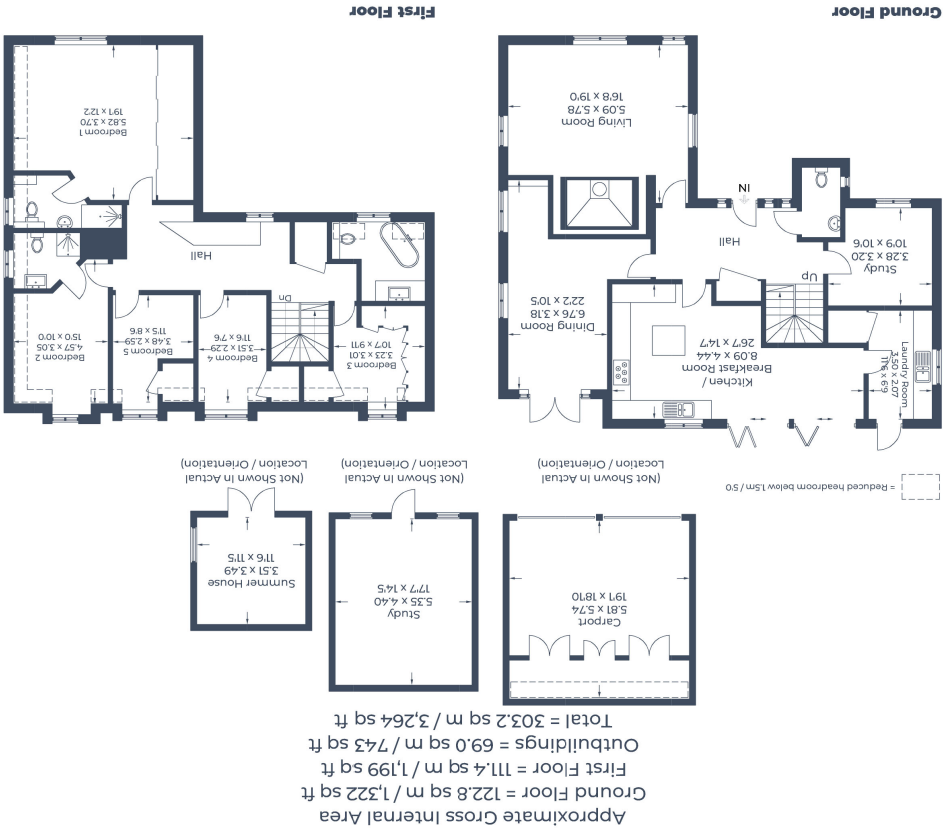 Approximate Gross Internal Area
Ground Floor = 122.8 sq m / 1,322 sq ft
First Floor = 111.4 sq m / 1,199 sq ft
Outbuildings = 69.0 sq m / 743 sq ft
Total = 303.2 sq m / 3,264 sq ft
Carport
5.81 x 5.74
19'1 x 18'10
(Not Shown In Actual
Location / Orientation)
Study
5.35 x 4.40
17'7 x 14'5
(Not Shown In Actual
Location / Orientation)
Summer House
3.51 x 3.49
11'6 x 11'5
(Not Shown In Actual
Location / Orientation)
= Reduced headroom below 1.5m / 5'0
Laundry Room
3.50 x 2.07
11'6 x 6'9
Kitchen /
Breakfast Room
8.09 x 4.44
26'7 x 14'7
Dining Room
6.76 x 3.18
22'2 x 10'5
Study
3.28 x 3.20
10'9 x 10'6
Up
Hall
IN
Living Room
5.09 x 5.78
16'8 x 19'0
Ground Floor
Bedroom 3
3.23 x 3.01
10'7 x 9'11
Dn
Bedroom 4
3.51 x 2.29
11'6 x 7'6
Bedroom 5
3.48 x 2.59
11'5 x 8'6
Bedroom 2
4.57 x 3.05
15'0 x 10'0
Hall
Bedroom 1
5.82 x 3.70
19'1 x 12'2
First Floor